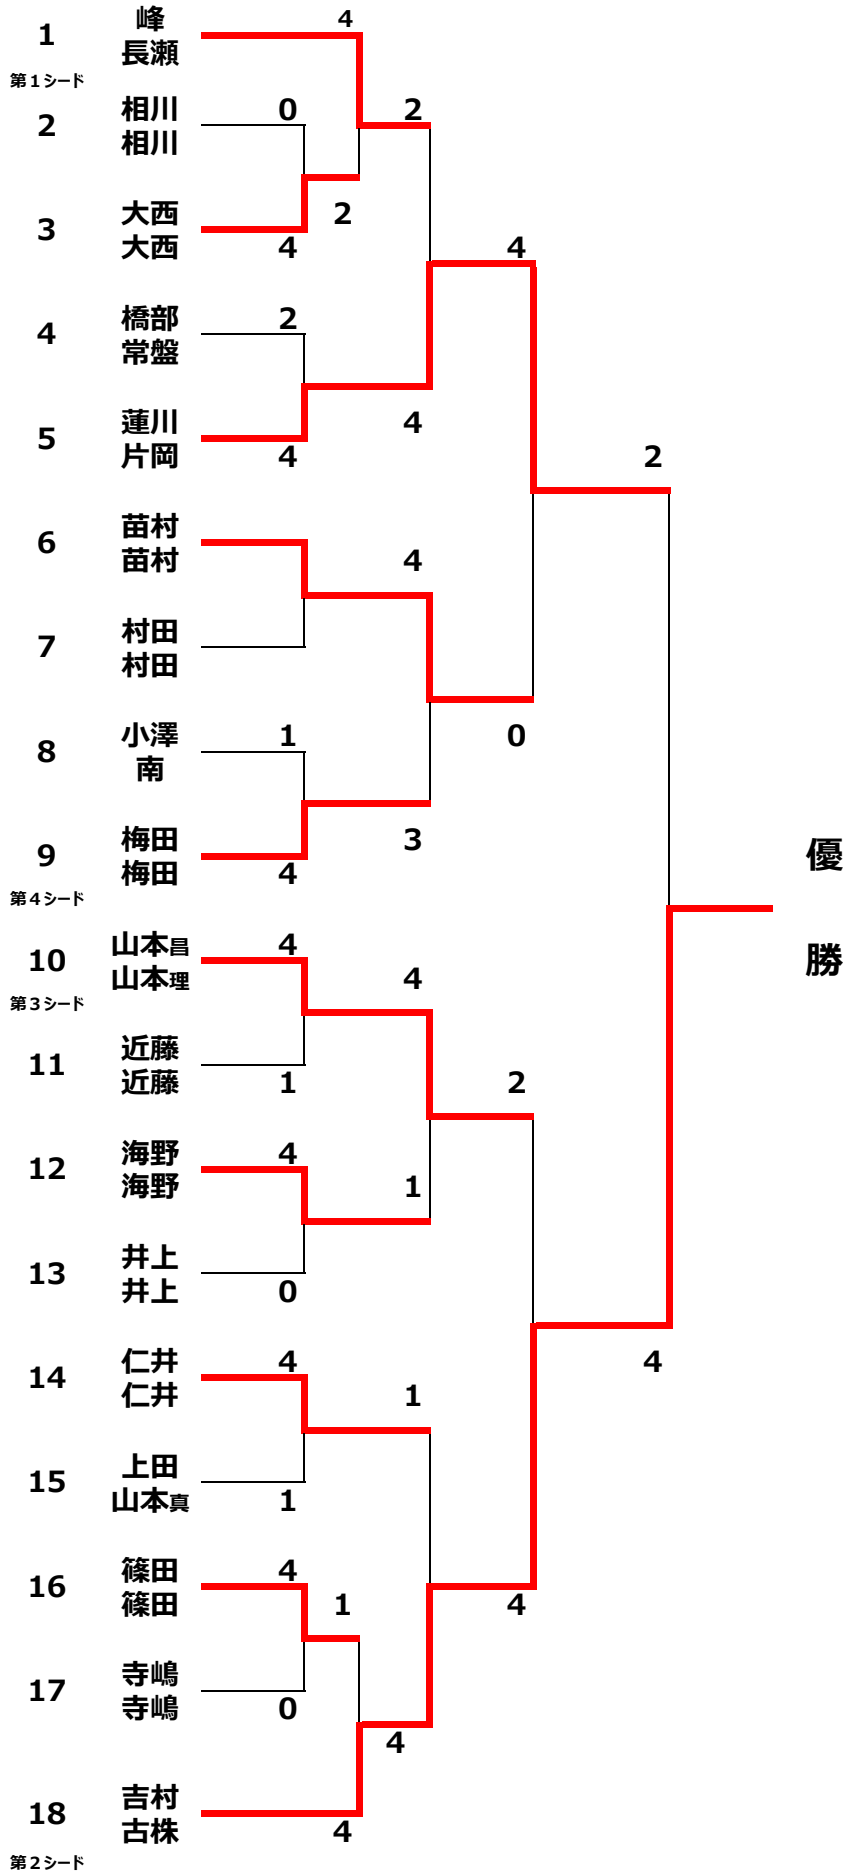 峰
1
長瀬
4
第1シード
相川
2
相川
0
2
大西
3
大西
4
2
4
橋部
4
常盤
2
蓮川
5
片岡
4
4
2
苗村
6
苗村
4
村田
7
村田
小澤
8
南
1
0
梅田
9
梅田
4
3
優
勝
第4シード
山本昌
10
山本理
4
4
第3シード
近藤
11
近藤
1
2
海野
12
海野
4
1
井上
13
井上
0
仁井
14
仁井
4
1
4
上田
15
山本真
1
篠田
16
篠田
4
1
4
寺嶋
17
寺嶋
0
4
吉村
18
古株
4
第2シード